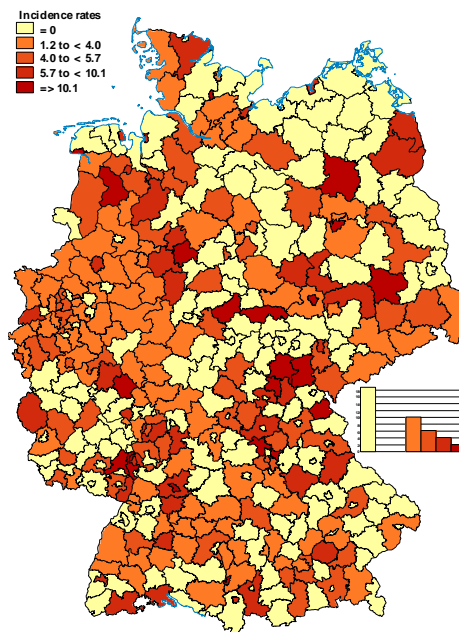 Incidence rates
= 0
1.2 to < 4.0
4.0 to < 5.7
5.7 to < 10.1
=> 10.1